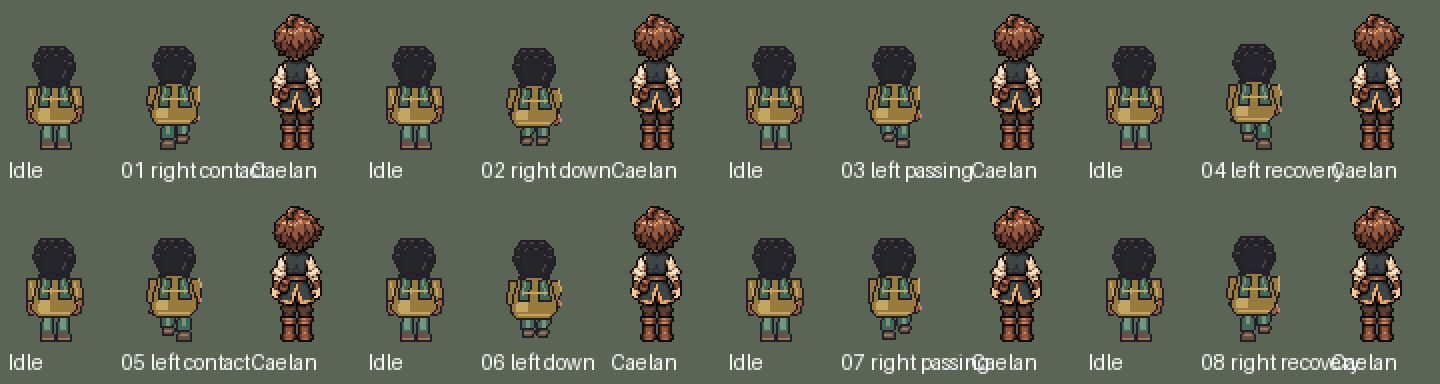 Idle 01 right contact Caelan Idle 02 right down Caelan Idle 03 left passing Caelan Idle 04 left recovery Caelan
Idle 05 left contact Caelan Idle 06 left down Caelan Idle 07 right passing Caelan Idle 08 right recovery Caelan